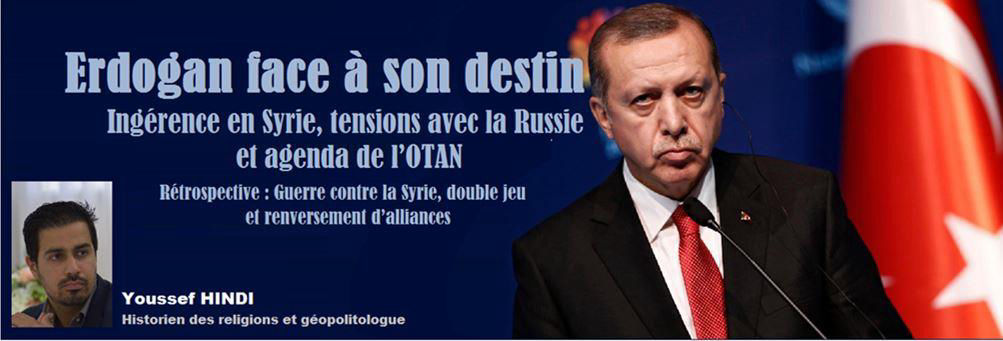 Erdogan face à son destin
Ingérence en Syrie, tensions avec la Russie
et agenda de l'OTAN
Rétrospective : Guerre contre la Syrie, double jeu
et renversement d'alliances
Youssef HINDI
Historien des religions et géopolitologue